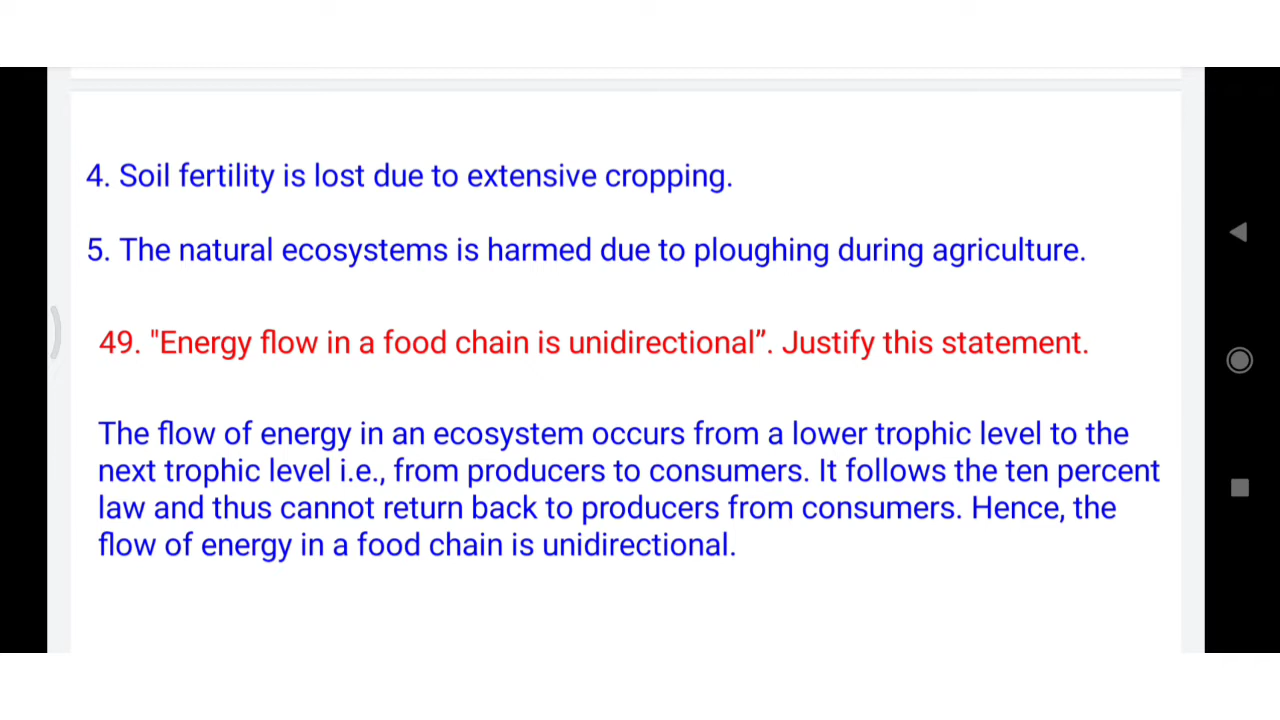 4. Soil fertility is lost due to extensive cropping.
5. The natural ecosystems is harmed due to ploughing during agriculture.
49. "Energy flow in a food chain is unidirectional”. Justify this statement.
The flow of energy in an ecosystem occurs from a lower trophic level to the
next trophic level i.e., from producers to consumers. It follows the ten percent
law and thus cannot return back to producers from consumers. Hence, the
flow of energy in a food chain is unidirectional.